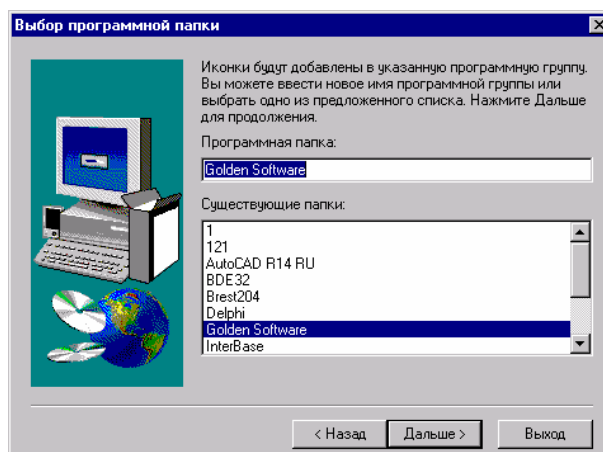 Выбор программной папки
Иконки будут добавлены в указанную программную группу.
Вы можете ввести новое имя программной группы или
выбрать одно из предложенного списка. Нажмите Дальше
для продолжения.
Программная папка:
Golden Software
Существующие папки:
1
121
AutoCAD R14 RU
BDE32
Brest204
Delphi
Golden Software
InterBase
< Назад
Дальше >
Выход